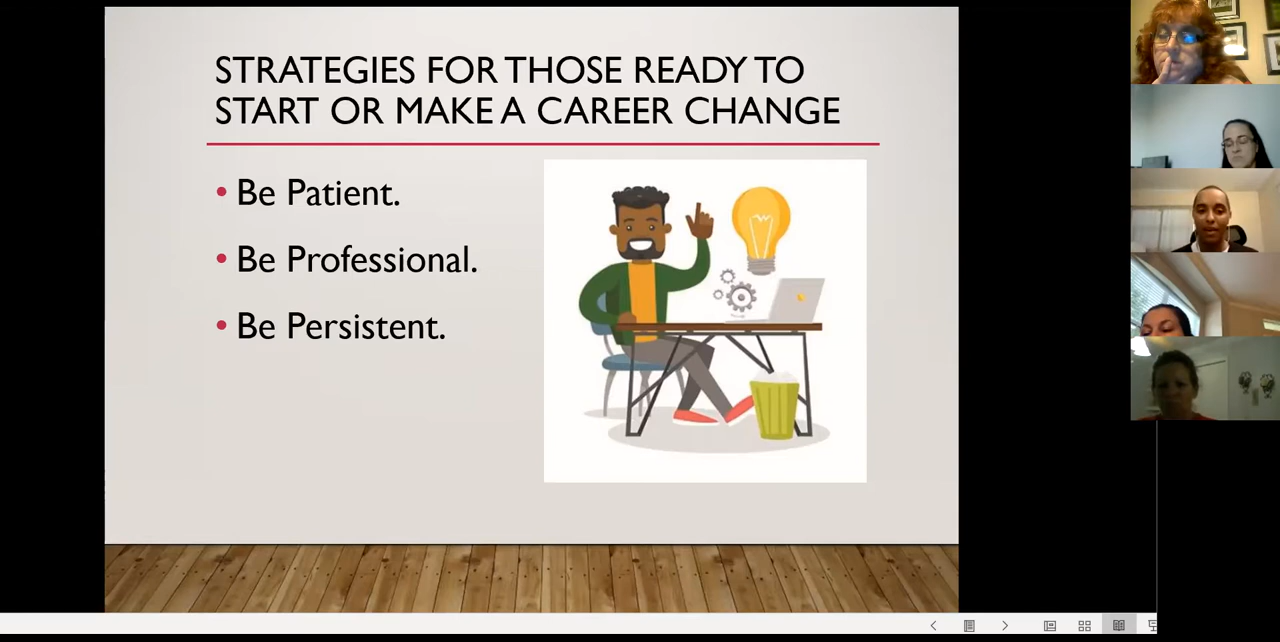 STRATEGIES FOR THOSE READY TO
START OR MAKE A CAREER CHANGE
• Be Patient.
• Be Professional.
• Be Persistent.